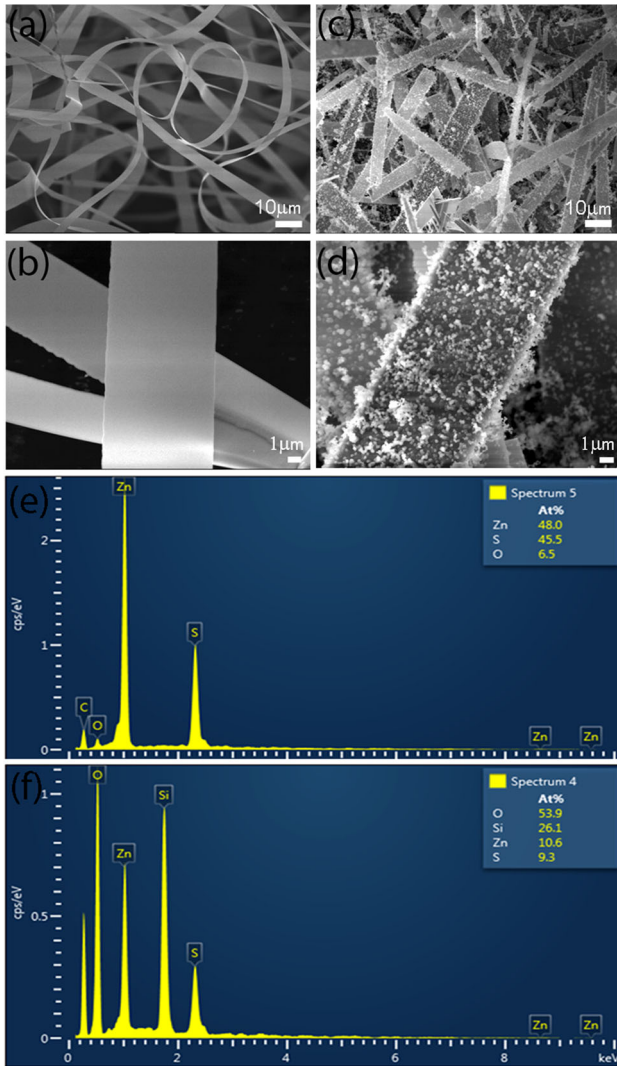 (a)
10μm
(c)
10μm
(b)
1μm
(d)
1μm
(e)
Spectrum 5
At%
Zn 48.0
S 45.5
O 6.5
cps/eV
2
1
0
C
O
Zn
S
Zn
Zn
(f)
Spectrum 4
At%
O 53.9
Si 26.1
Zn 10.6
S 9.3
cps/eV
1
0.5
0
O
Zn
Si
S
Zn
Zn
0 2 4 6 8 keV